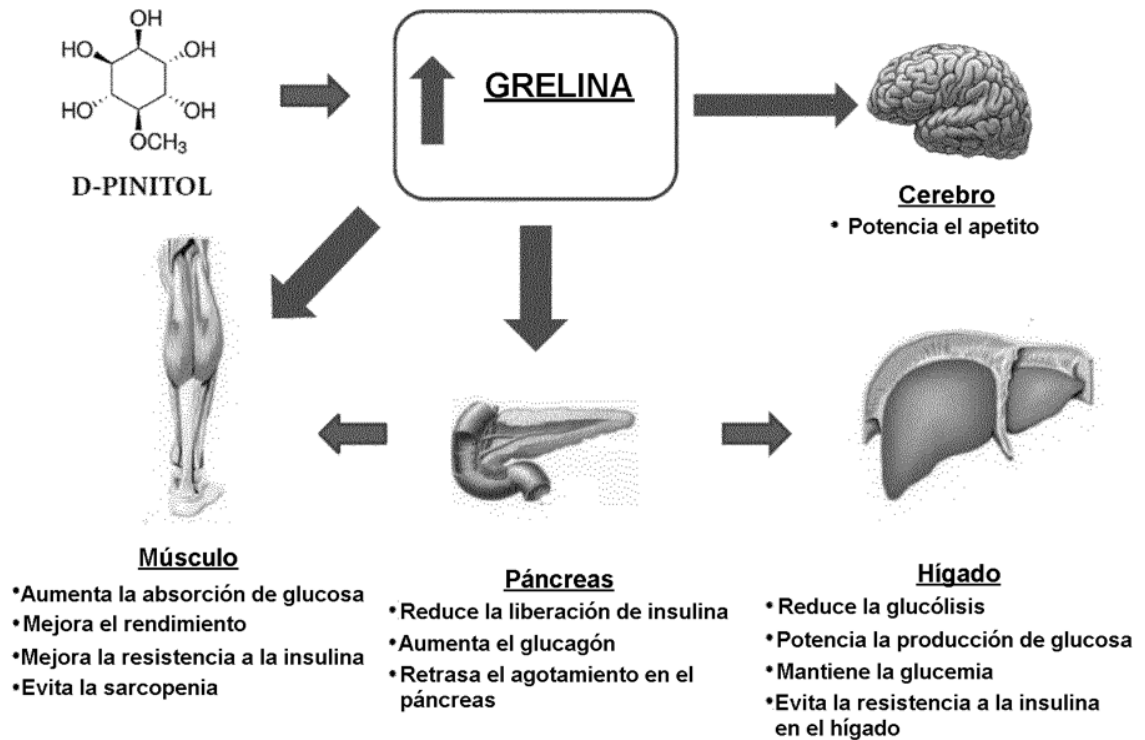 OH
HO
OH
HO
OH
OCH3
D-PINITOL
GRELINA
Cerebro
• Potencia el apetito
Músculo
•Aumenta la absorción de glucosa
• Mejora el rendimiento
•Mejora la resistencia a la insulina
• Evita la sarcopenia
Páncreas
•Reduce la liberación de insulina
•Aumenta el glucagón
• Retrasa el agotamiento en el
páncreas
Hígado
• Reduce la glucólisis
• Potencia la producción de glucosa
• Mantiene la glucemia
• Evita la resistencia a la insulina
en el hígado